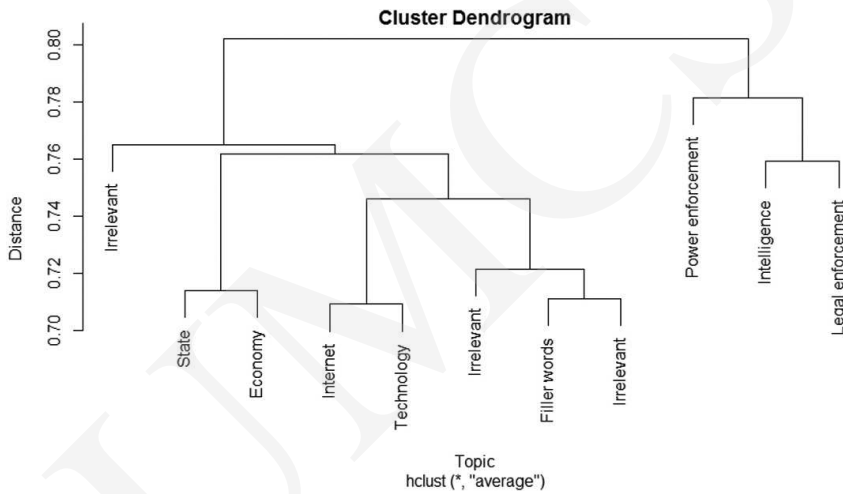 Cluster Dendrogram
Distance
0.80
0.78
0.76
0.74
0.72
0.70
Irrelevant
State
Economy
Internet
Technology
Irrelevant
Filler words
Irrelevant
Power enforcement
Intelligence
Legal enforcement
Topic
hclust (*, "average")
UMCS